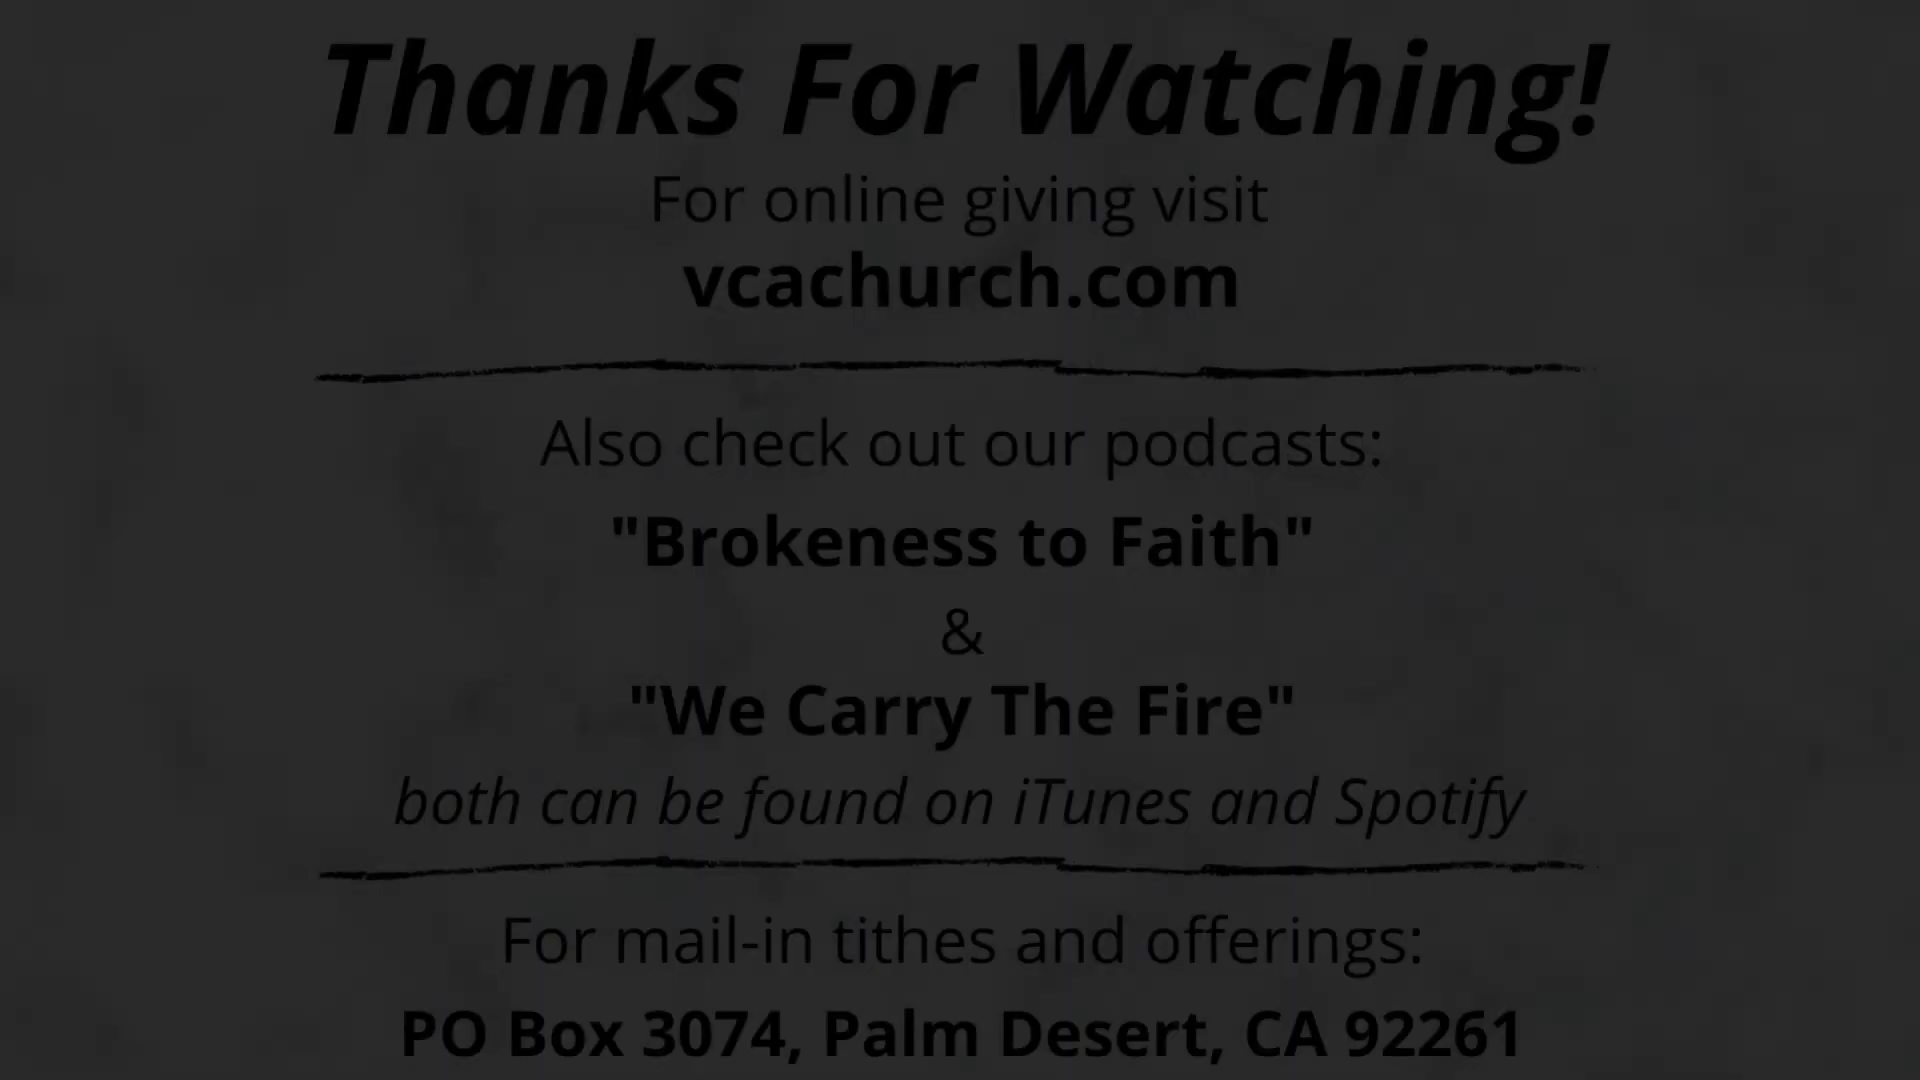 Thanks For Watching!
For online giving visit
vcachurch.com
Also check out our podcasts:
"Brokeness to Faith"
&
"We Carry The Fire"
both can be found on iTunes and Spotify
For mail-in tithes and offerings:
PO Box 3074, Palm Desert, CA 92261